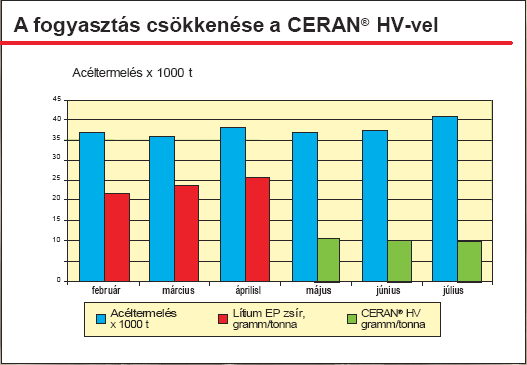 A fogyasztás csökkenése a CERAN® HV-vel
Acéltermelés x 1000 t
45
40
35
30
25
20
15
10
5
0
február március áprilisl május június július
Acéltermelés x 1000 t
Lítium EP zsír, gramm/tonna
CERAN® HV gramm/tonna